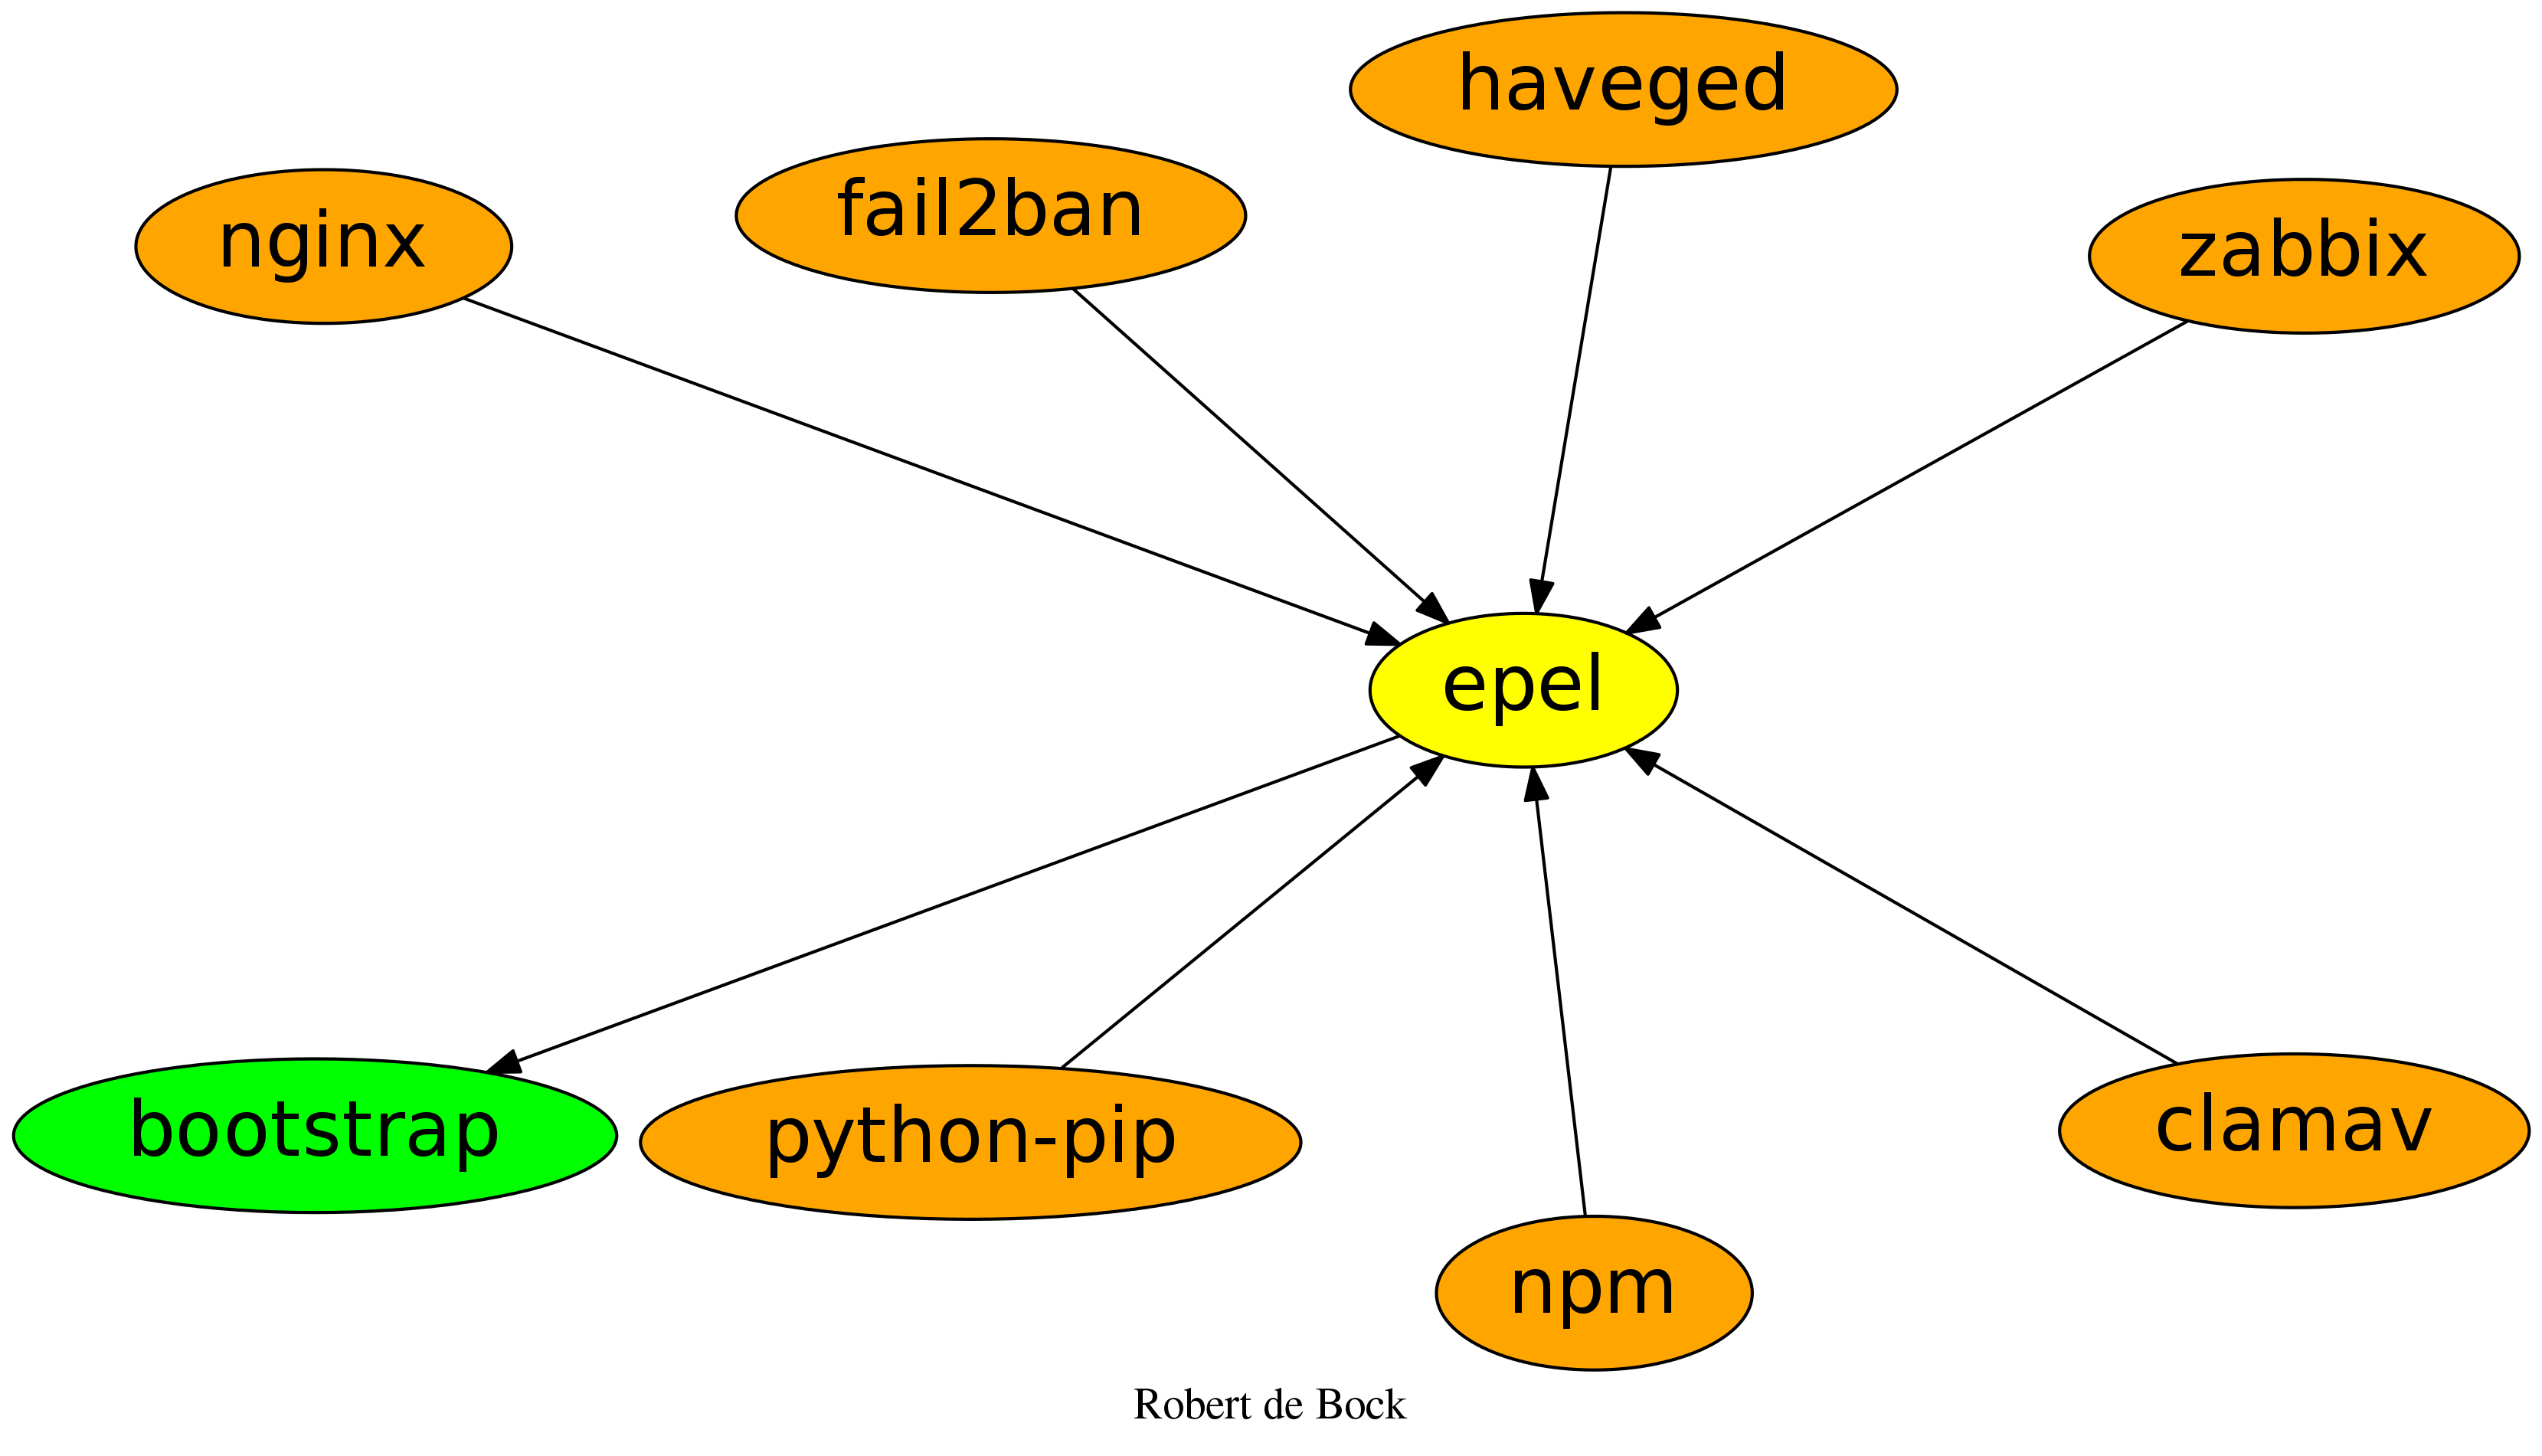 haveged
fail2ban
nginx
zabbix
epel
bootstrap
python-pip
clamav
npm
Robert de Bock